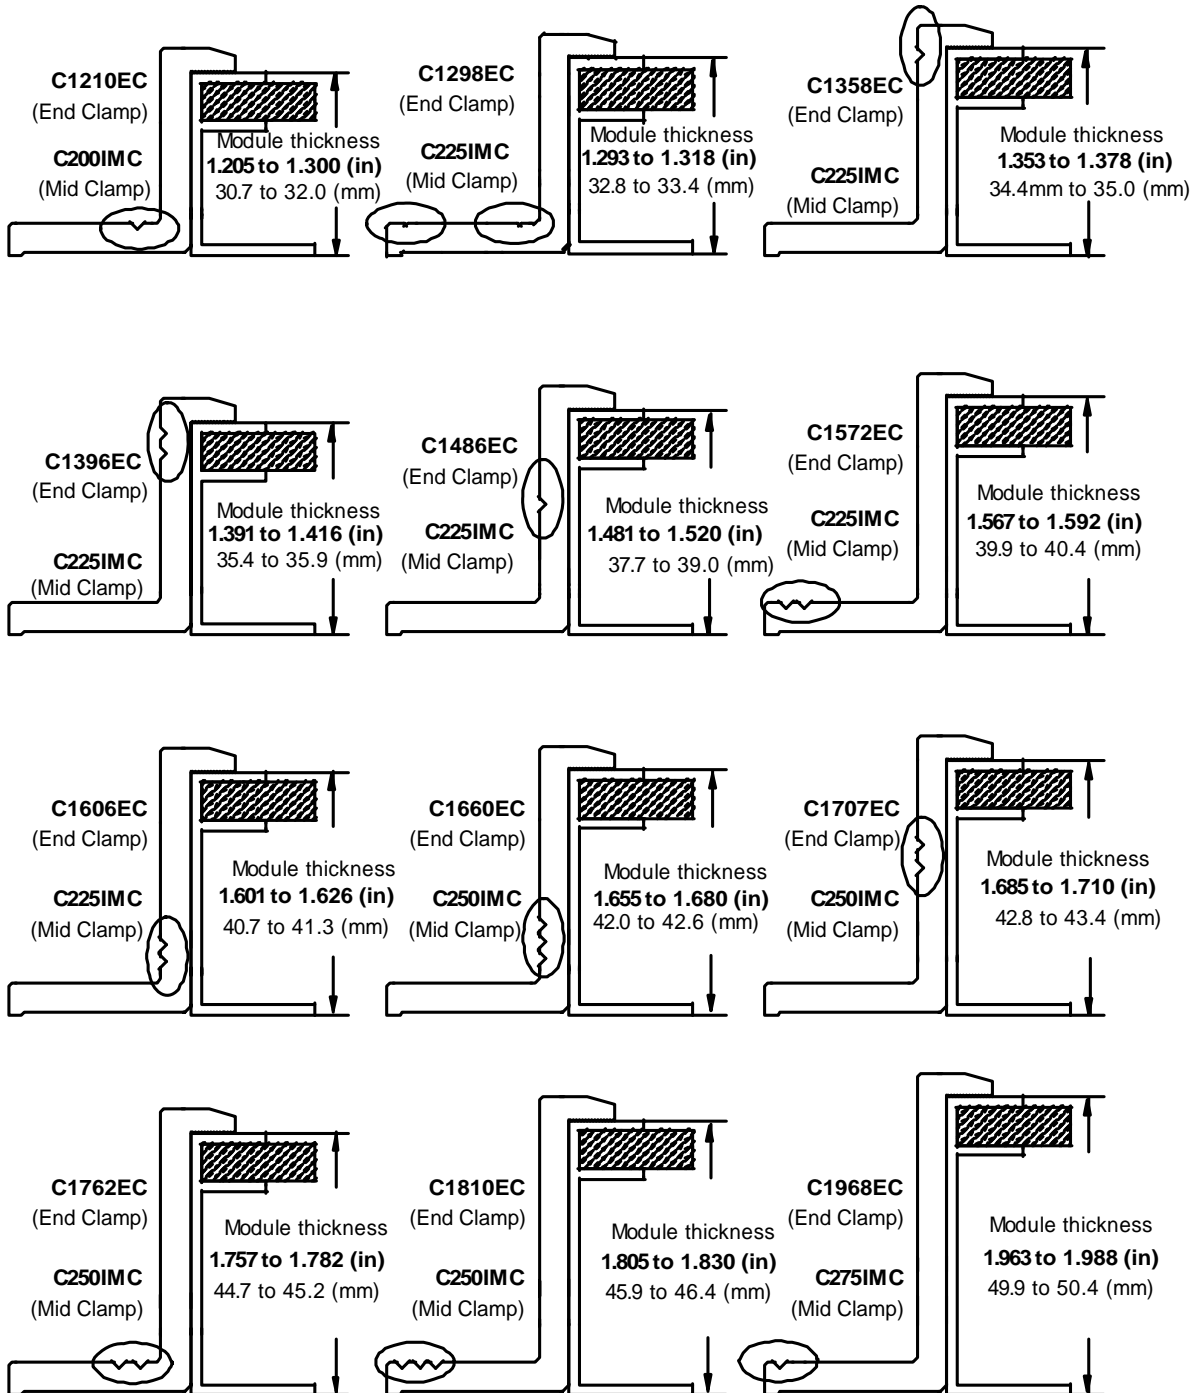 C1210EC
(End Clamp)
C200IMC
(Mid Clamp)
Module thickness
1.205 to 1.300 (in)
30.7 to 32.0 (mm)
C1298EC
(End Clamp)
C225IMC
(Mid Clamp)
Module thickness
1.293 to 1.318 (in)
32.8 to 33.4 (mm)
C1358EC
(End Clamp)
C225IMC
(Mid Clamp)
Module thickness
1.353 to 1.378 (in)
34.4mm to 35.0 (mm)
C1396EC
(End Clamp)
C225IMC
(Mid Clamp)
Module thickness
1.391 to 1.416 (in)
35.4 to 35.9 (mm)
C1486EC
(End Clamp)
C225IMC
(Mid Clamp)
Module thickness
1.481 to 1.520 (in)
37.7 to 39.0 (mm)
C1572EC
(End Clamp)
C225IMC
(Mid Clamp)
Module thickness
1.567 to 1.592 (in)
39.9 to 40.4 (mm)
C1606EC
(End Clamp)
C225IMC
(Mid Clamp)
Module thickness
1.601 to 1.626 (in)
40.7 to 41.3 (mm)
C1660EC
(End Clamp)
C250IMC
(Mid Clamp)
Module thickness
1.655 to 1.680 (in)
42.0 to 42.6 (mm)
C1707EC
(End Clamp)
C250IMC
(Mid Clamp)
Module thickness
1.685 to 1.710 (in)
42.8 to 43.4 (mm)
C1762EC
(End Clamp)
C250IMC
(Mid Clamp)
Module thickness
1.757 to 1.782 (in)
44.7 to 45.2 (mm)
C1810EC
(End Clamp)
C250IMC
(Mid Clamp)
Module thickness
1.805 to 1.830 (in)
45.9 to 46.4 (mm)
C1968EC
(End Clamp)
C275IMC
(Mid Clamp)
Module thickness
1.963 to 1.988 (in)
49.9 to 50.4 (mm)